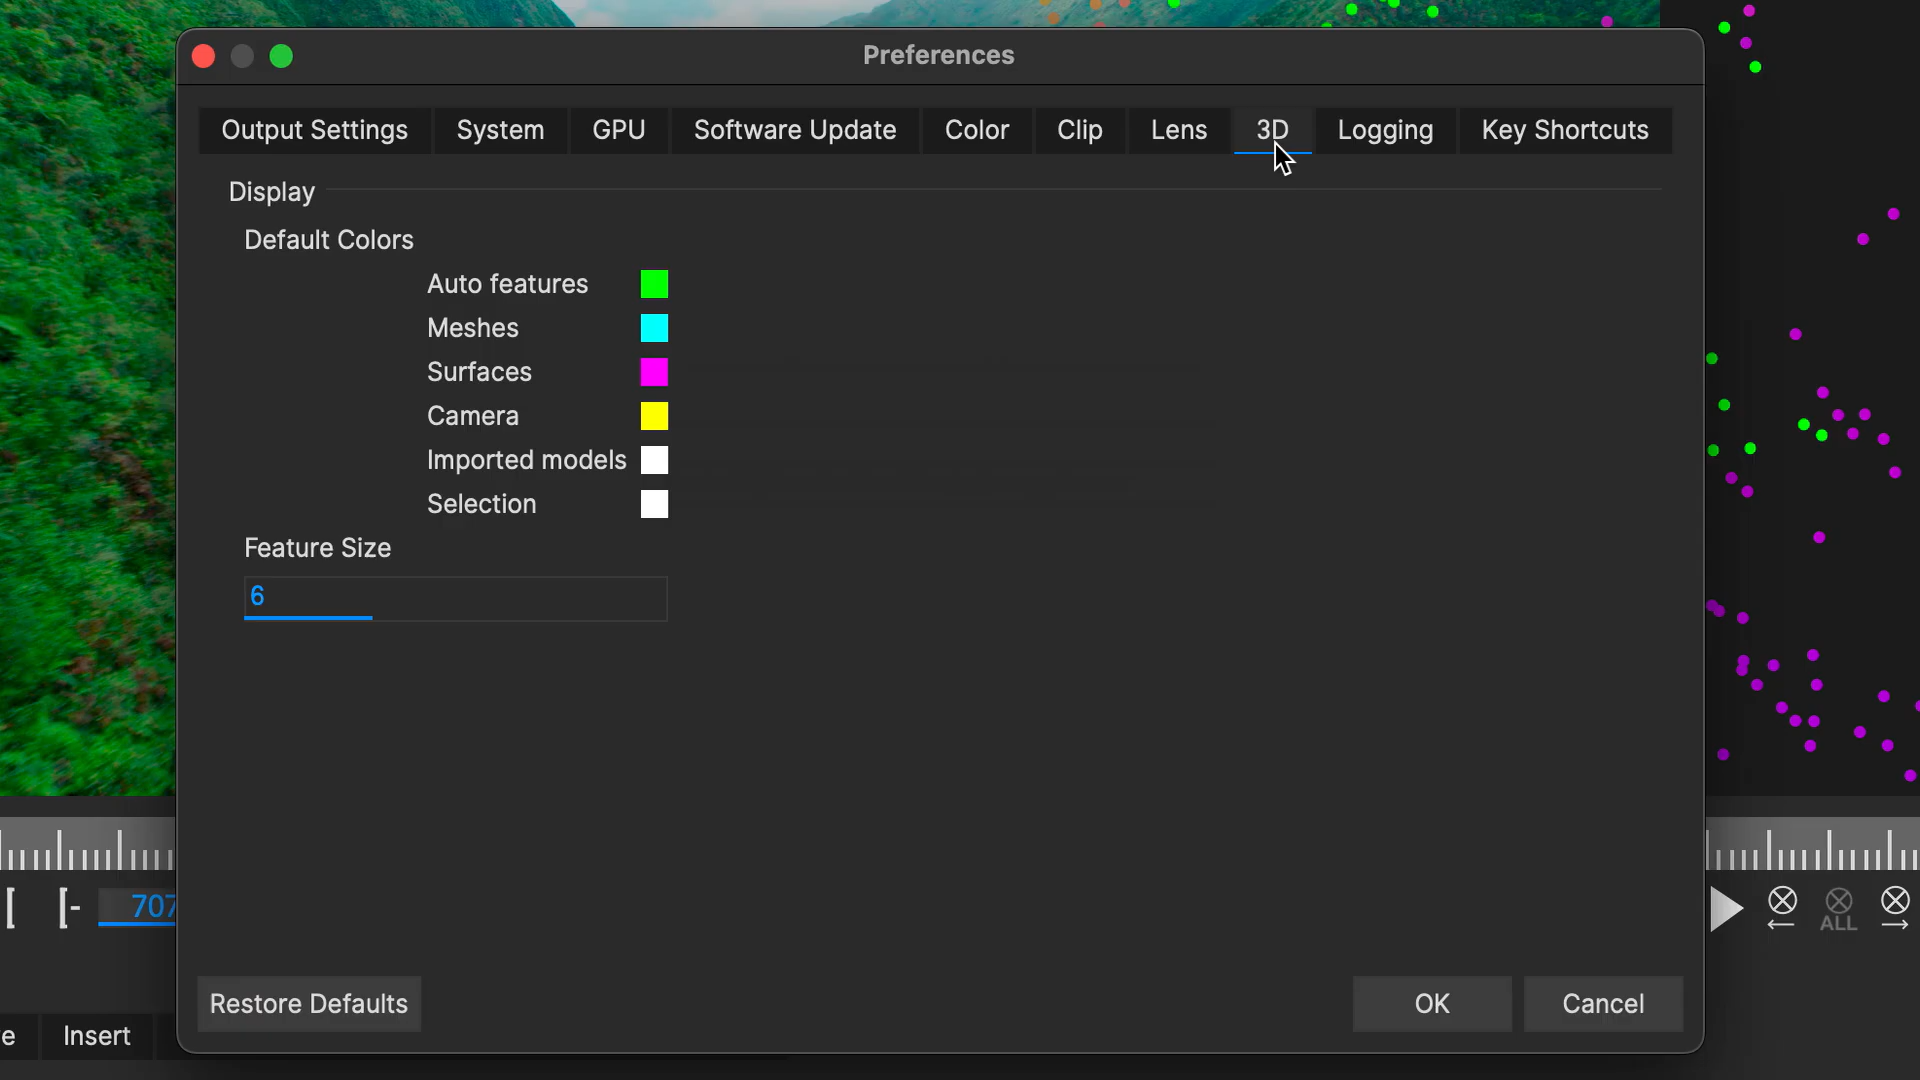 Preferences
Output Settings System GPU Software Update Color Clip Lens 3D Logging Key Shortcuts
Display
Default Colors
Auto features
Meshes
Surfaces
Camera
Imported models
Selection
Feature Size
6
[ [- 707
ALL
Restore Defaults OK Cancel
e Insert